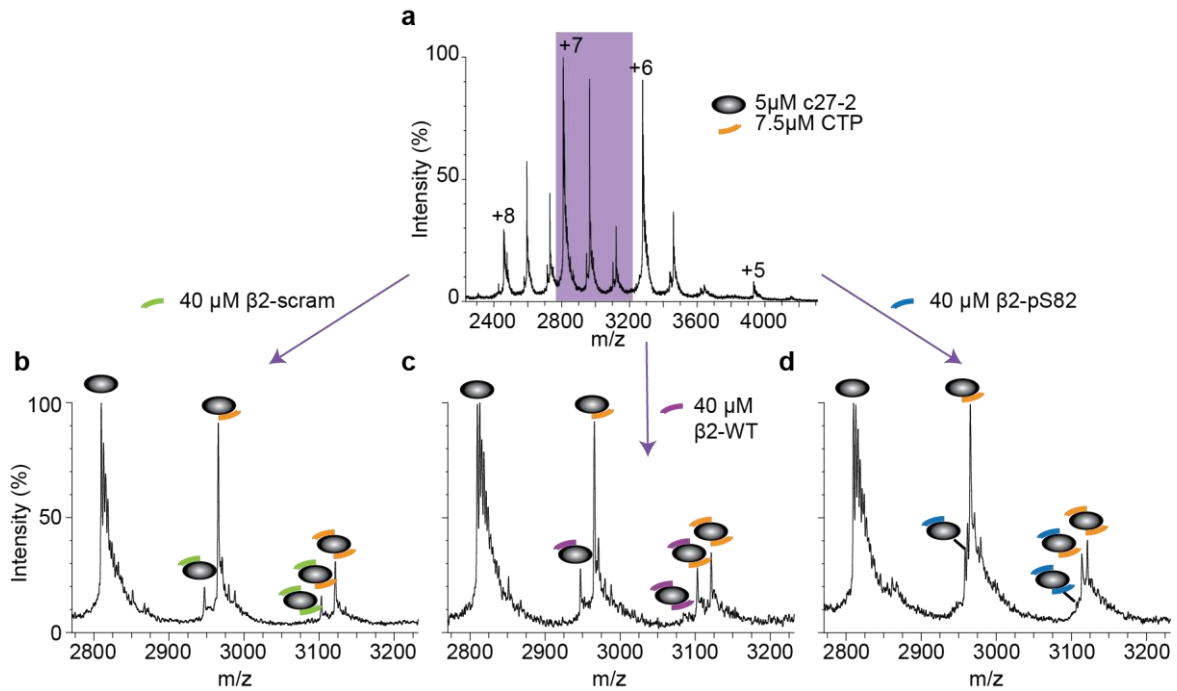 a
100
50
0
Intensity (%)
+8
+7
+6
+5
2400 2800 3200 3600 4000
m/z
5µM c27-2
7.5µM CTP
40 µM β2-scram
40 µM
β2-WT
40 µM β2-pS82
b
100
50
0
Intensity (%)
2800 2900 3000 3100 3200
m/z
c
2800 2900 3000 3100 3200
m/z
d
2800 2900 3000 3100 3200
m/z